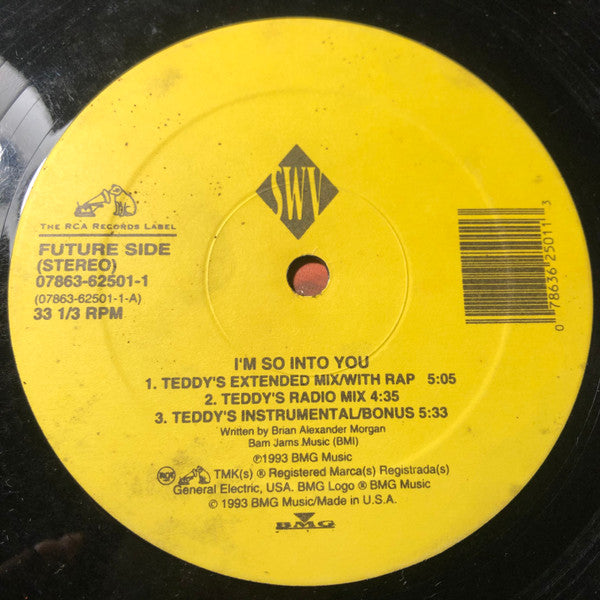 SWV
THE RCA RECORDS LABEL
FUTURE SIDE
(STEREO)
07863-62501-1
(07863-62501-1-A)
33 1/3 RPM
0 78636 25011 3
I'M SO INTO YOU
1. TEDDY'S EXTENDED MIX/WITH RAP 5:05
2. TEDDY'S RADIO MIX 4:35
3. TEDDY'S INSTRUMENTAL/BONUS 5:33
Written by Brian Alexander Morgan
Bam Jams Music (BMI)
℗1993 BMG Music
RCA TMK(s) ® Registered Marca(s) Registrada(s)
General Electric, USA. BMG Logo ® BMG Music
© 1993 BMG Music/Made in U.S.A.
BMG